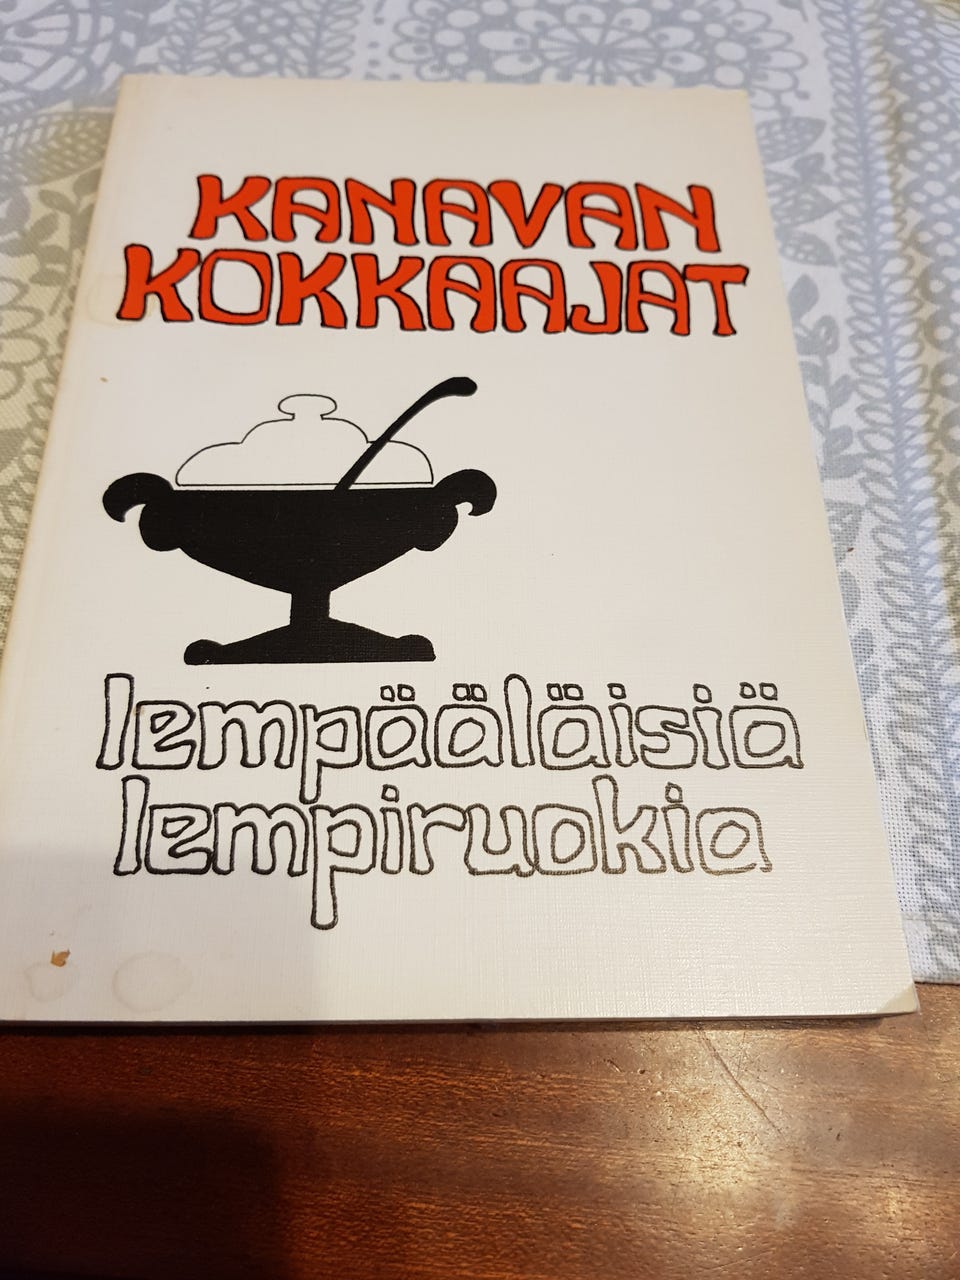 KANAVAN
KOKKAAJAT
lempääläisiä
lempiruokia